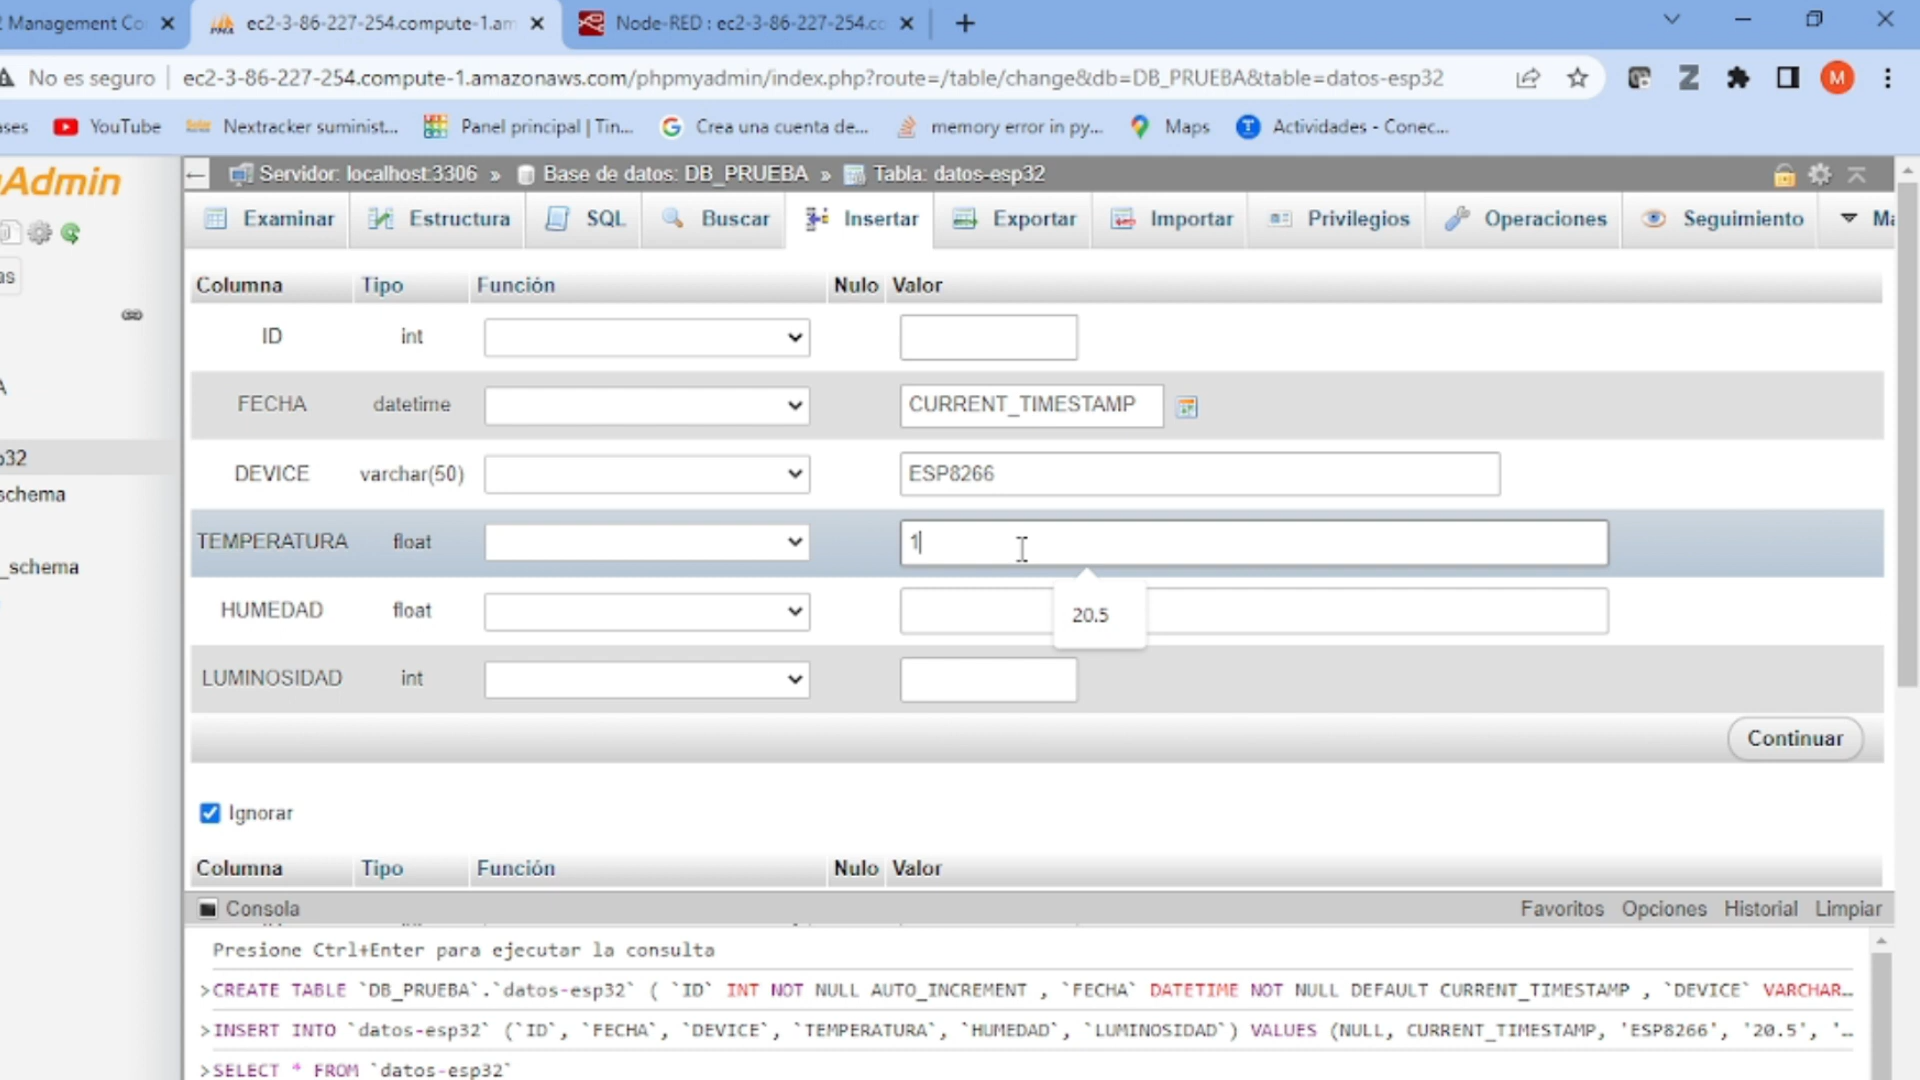 2 Management Co
ec2-3-86-227-254.compute-1.am
Node-RED : ec2-3-86-227-254.cc
No es seguro
ec2-3-86-227-254.compute-1.amazonaws.com/phpmyadmin/index.php?route=/table/change&db=DB_PRUEBA&table=datos-esp32
M
ases
YouTube
Nextracker suminist...
Panel principal | Tin...
Crea una cuenta de...
memory error in py...
Maps
Actividades - Conec...
Admin
Servidor: localhost:3306 » Base de datos: DB_PRUEBA » Tabla: datos-esp32
Examinar
Estructura
SQL
Buscar
Insertar
Exportar
Importar
Privilegios
Operaciones
Seguimiento
Ma
as
A
p32
schema
_schema
Columna Tipo Función Nulo Valor
ID int
FECHA datetime CURRENT_TIMESTAMP
DEVICE varchar(50) ESP8266
TEMPERATURA float 1
HUMEDAD float
20.5
LUMINOSIDAD int
Continuar
Ignorar
Columna Tipo Función Nulo Valor
Consola
Favoritos Opciones Historial Limpiar
Presione Ctrl+Enter para ejecutar la consulta
>CREATE TABLE `DB_PRUEBA`.`datos-esp32` ( `ID` INT NOT NULL AUTO_INCREMENT , `FECHA` DATETIME NOT NULL DEFAULT CURRENT_TIMESTAMP , `DEVICE` VARCHAR…
>INSERT INTO `datos-esp32` (`ID`, `FECHA`, `DEVICE`, `TEMPERATURA`, `HUMEDAD`, `LUMINOSIDAD`) VALUES (NULL, CURRENT_TIMESTAMP, 'ESP8266', '20.5', '…
>SELECT * FROM `datos-esp32`